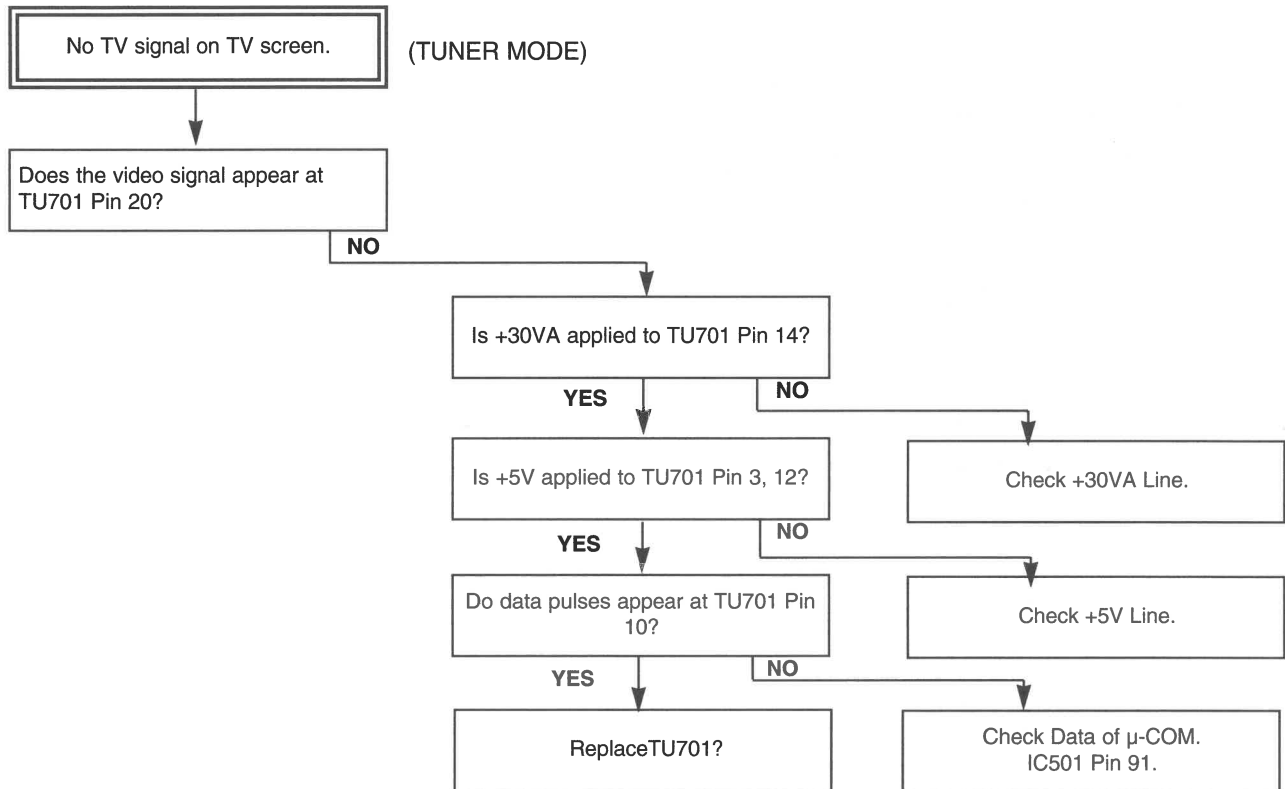 No TV signal on TV screen.
(TUNER MODE)
Does the video signal appear at
TU701 Pin 20?
NO
Is +30VA applied to TU701 Pin 14?
YES
NO
Is +5V applied to TU701 Pin 3, 12?
Check +30VA Line.
YES
NO
Do data pulses appear at TU701 Pin
10?
Check +5V Line.
YES
NO
ReplaceTU701?
Check Data of µ-COM.
IC501 Pin 91.